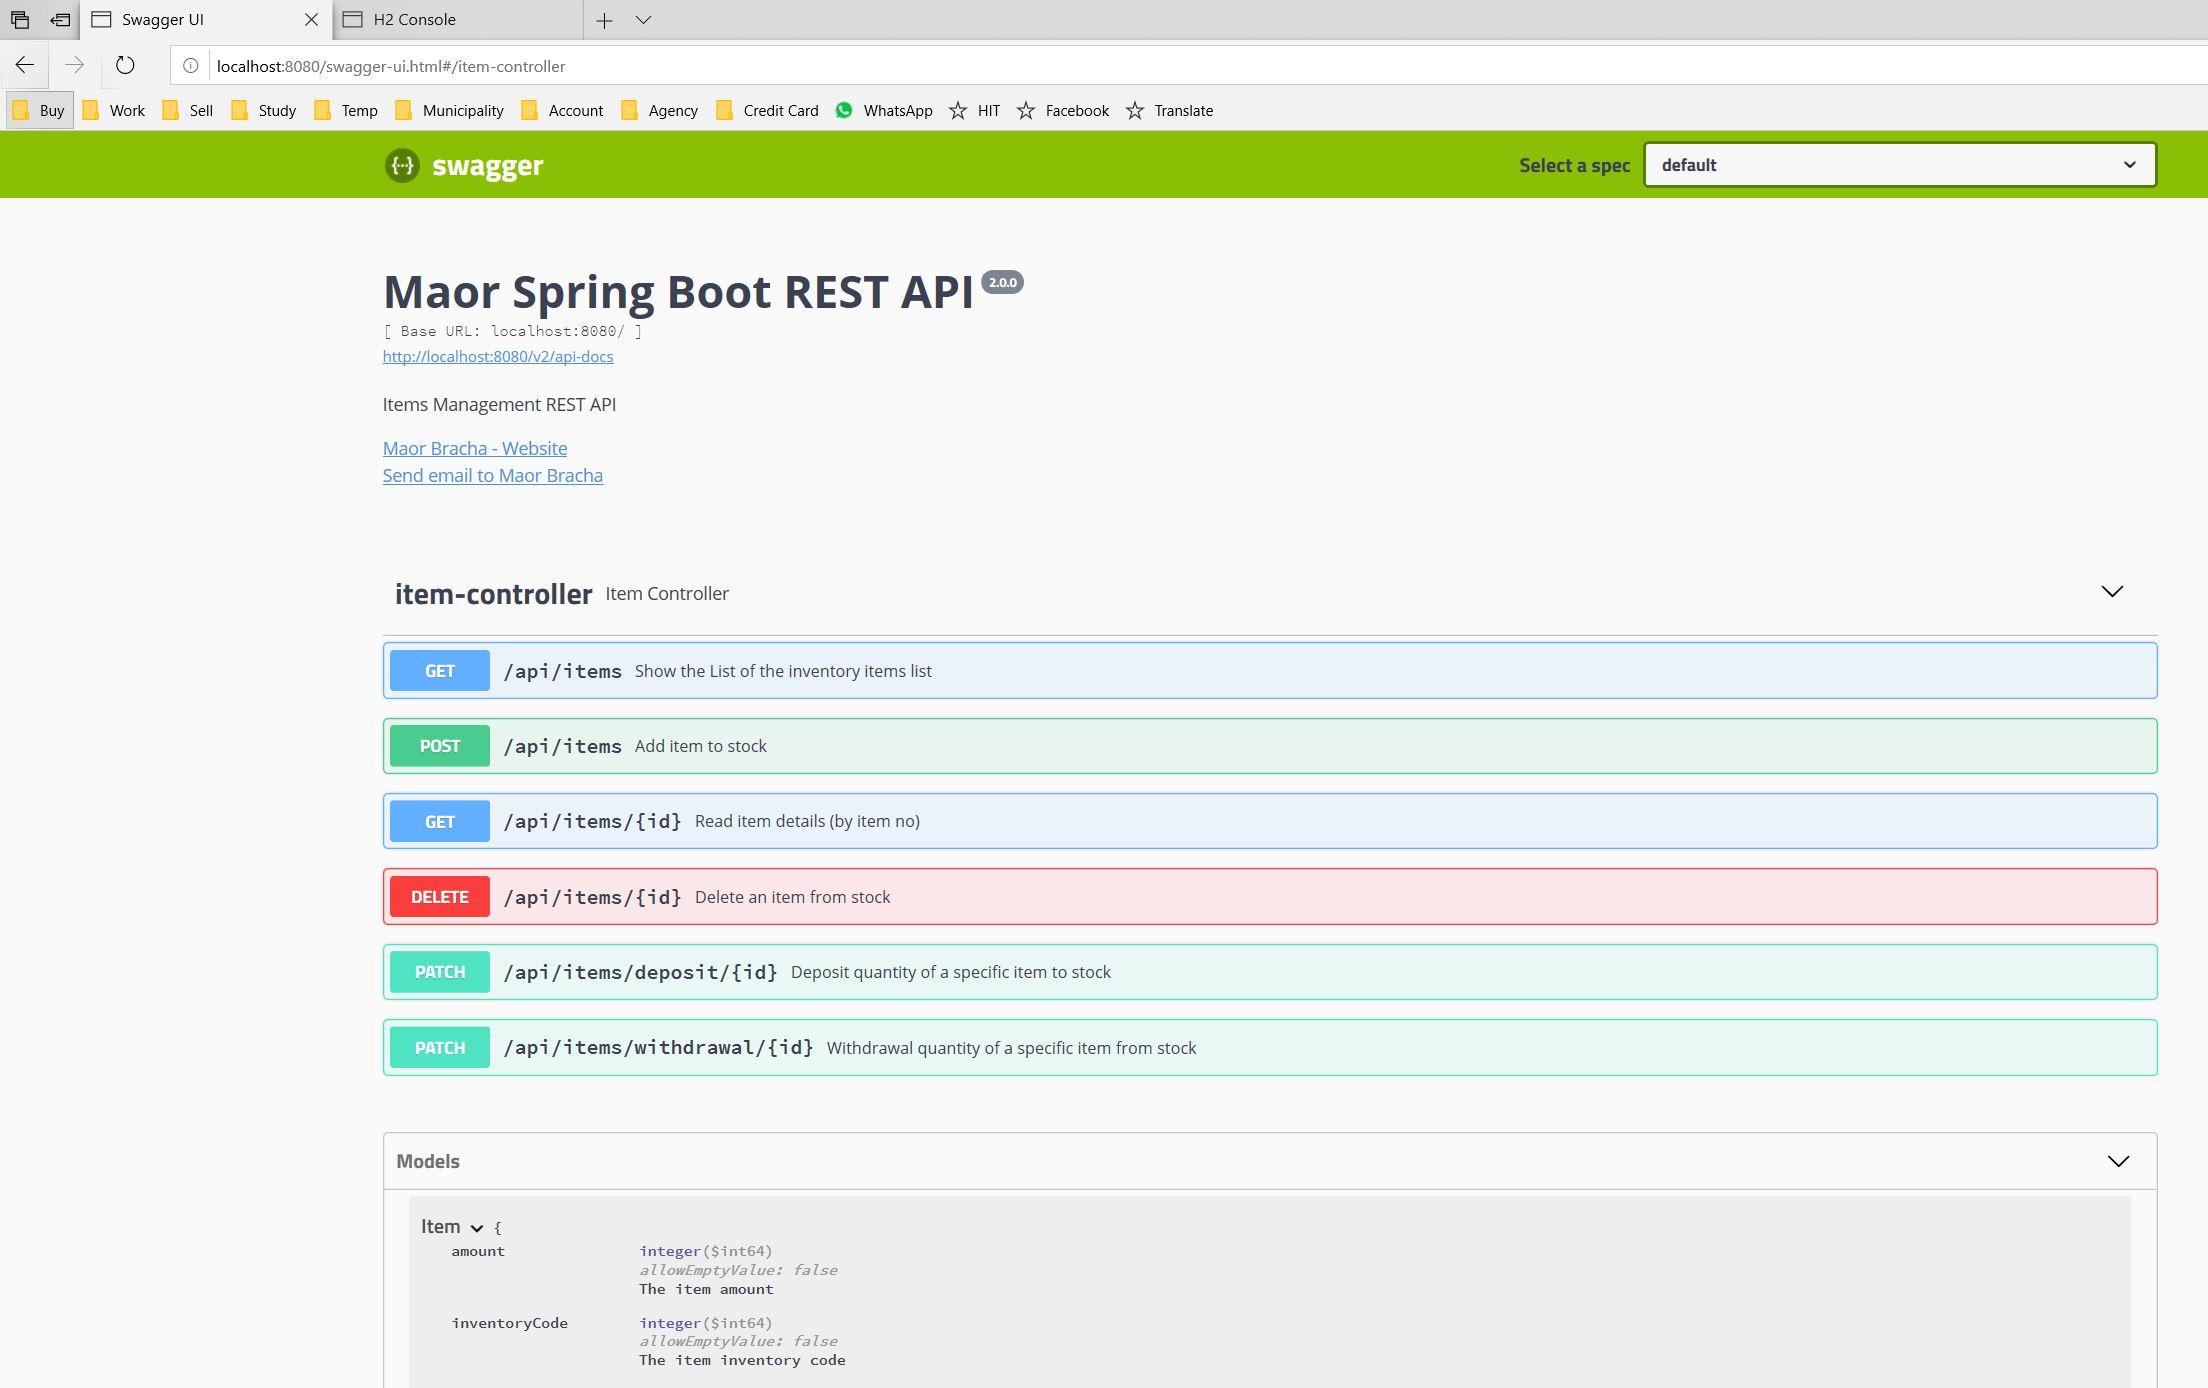 Swagger UI
H2 Console
localhost:8080/swagger-ui.html#/item-controller
Buy Work Sell Study Temp Municipality Account Agency Credit Card WhatsApp HIT Facebook Translate
{...} swagger Select a spec default
Maor Spring Boot REST API 2.0.0
[ Base URL: localhost:8080/ ]
http://localhost:8080/v2/api-docs
Items Management REST API
Maor Bracha - Website
Send email to Maor Bracha
item-controller Item Controller
GET /api/items Show the List of the inventory items list
POST /api/items Add item to stock
GET /api/items/{id} Read item details (by item no)
DELETE /api/items/{id} Delete an item from stock
PATCH /api/items/deposit/{id} Deposit quantity of a specific item to stock
PATCH /api/items/withdrawal/{id} Withdrawal quantity of a specific item from stock
Models
Item {
amount integer($int64)
allowEmptyValue: false
The item amount
inventoryCode integer($int64)
allowEmptyValue: false
The item inventory code